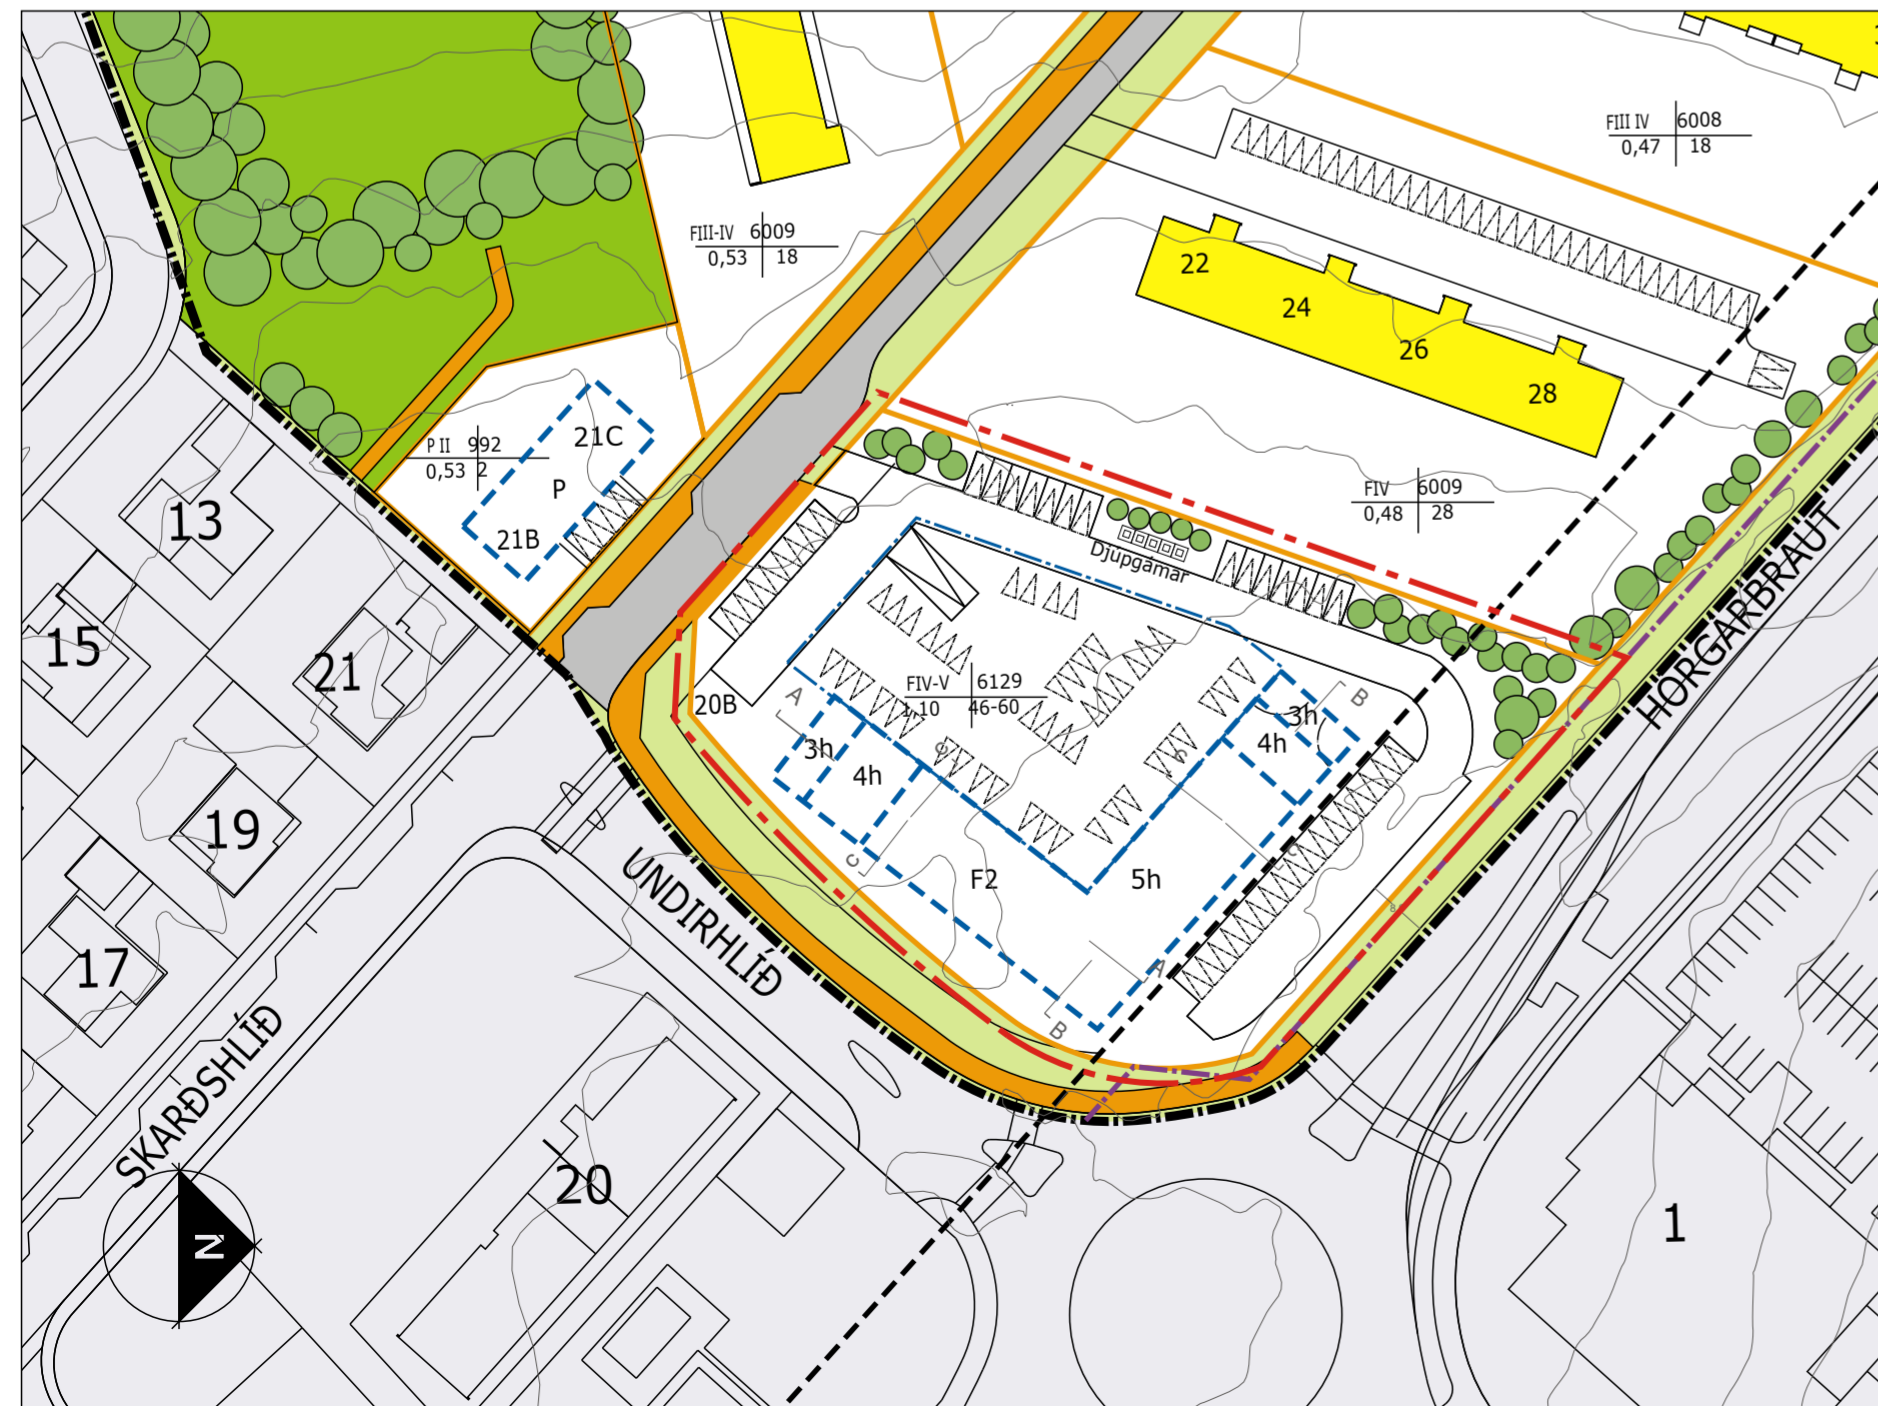 FIII IV 6008
0,47 18
FIII-IV 6009
0,53 18
22
24
26
28
P II 992
0,53 2
21C
P
21B
FIV 6009
0,48 28
Djúpgámar
HÖRGÁRBRAUT
13
15
21
19
17
FIV-V 6129
1,10 46-60
20B
A
3h
4h
3h
4h
B
C
C
F2
5h
A
B
UNDIRHLÍÐ
SKARÐSHLÍÐ
20
1
N